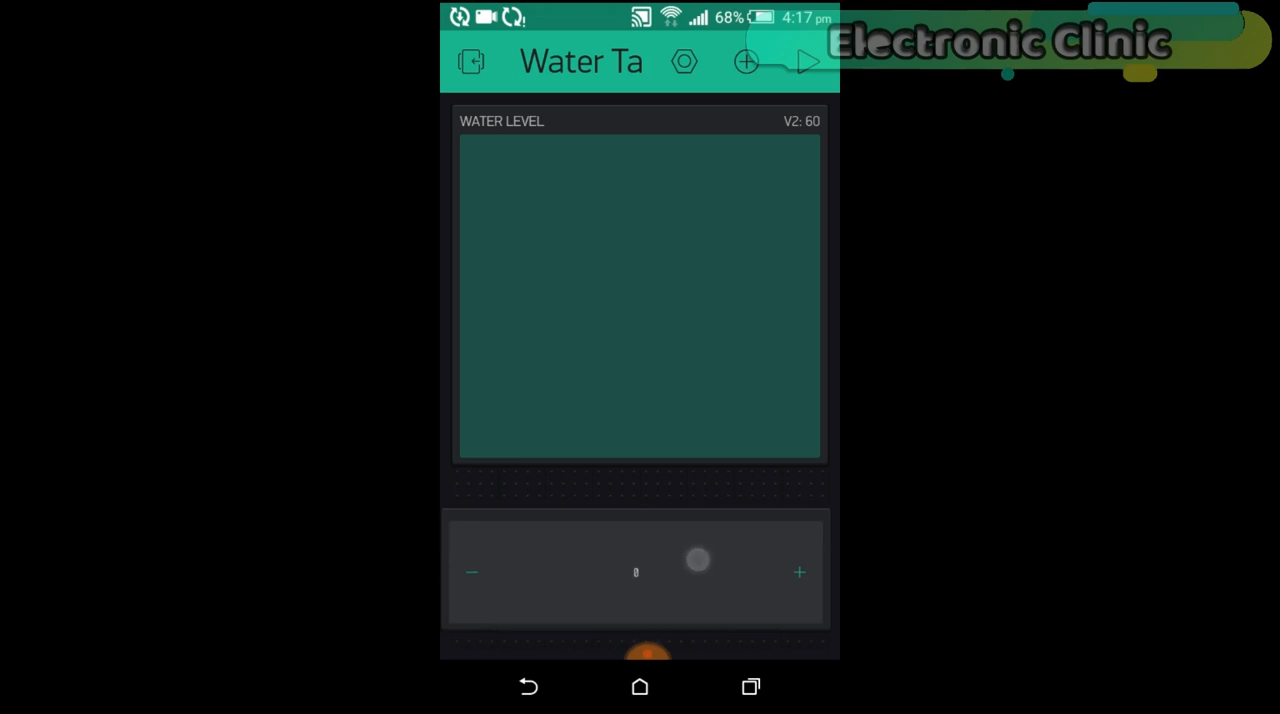 68% 4:17 pm
Electronic Clinic
Water Ta
WATER LEVEL V2: 60
− 0 +